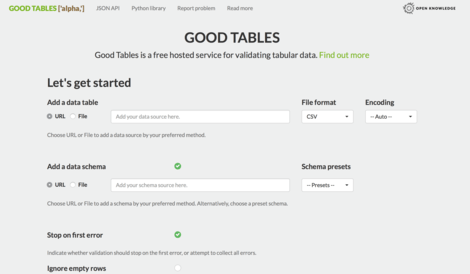 GOOD TABLES ['alpha,'] JSON API Python library Report problem Read more OPEN KNOWLEDGE
GOOD TABLES
Good Tables is a free hosted service for validating tabular data. Find out more
Let's get started
Add a data table File format Encoding
URL File Add your data source here. CSV -- Auto --
Choose URL or File to add a data source by your preferred method.
Add a data schema Schema presets
URL File Add your schema source here. -- Presets --
Choose URL or File to add a schema by your preferred method. Alternatively, choose a preset schema.
Stop on first error
Indicate whether validation should stop on the first error, or attempt to collect all errors.
Ignore empty rows